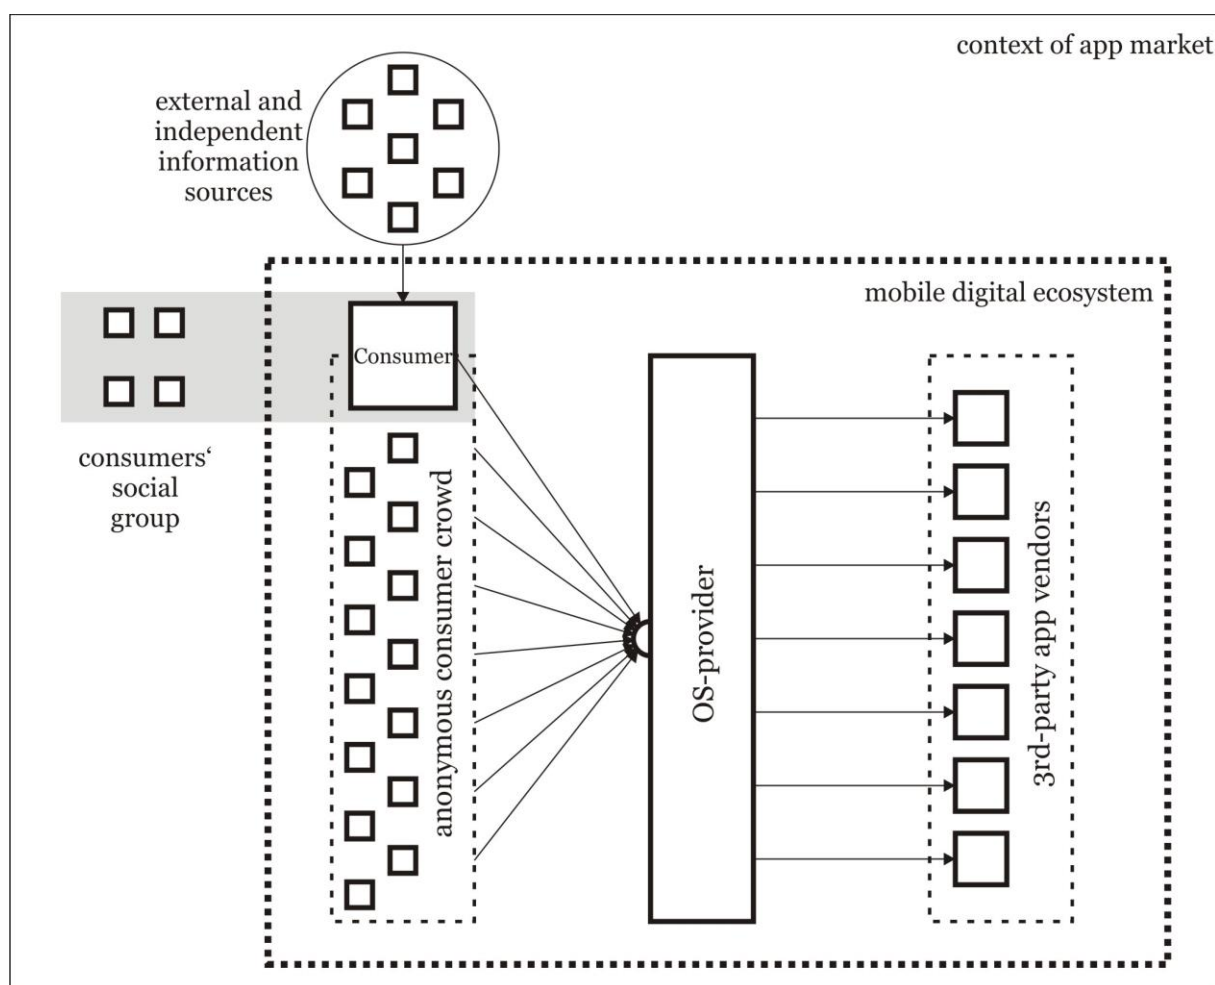 context of app market
external and
independent
information
sources
mobile digital ecosystem
Consumer
consumers‘
social
group
anonymous consumer crowd
OS-provider
3rd-party app vendors